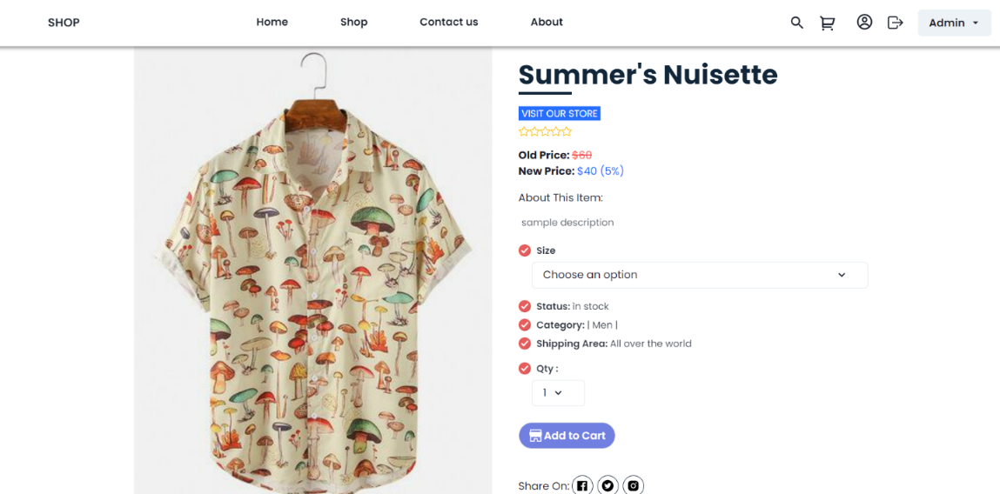 SHOP Home Shop Contact us About Admin
Summer's Nuisette
VISIT OUR STORE
Old Price: $60
New Price: $40 (5%)
About This Item:
sample description
Size
Choose an option
Status: in stock
Category: | Men |
Shipping Area: All over the world
Qty :
1
Add to Cart
Share On: